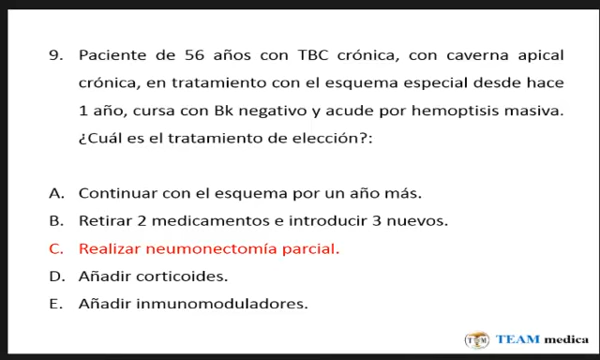 9. Paciente de 56 años con TBC crónica, con caverna apical
crónica, en tratamiento con el esquema especial desde hace
1 año, cursa con Bk negativo y acude por hemoptisis masiva.
¿Cuál es el tratamiento de elección?:
A. Continuar con el esquema por un año más.
B. Retirar 2 medicamentos e introducir 3 nuevos.
C. Realizar neumonectomía parcial.
D. Añadir corticoides.
E. Añadir inmunomoduladores.
TEAM medica